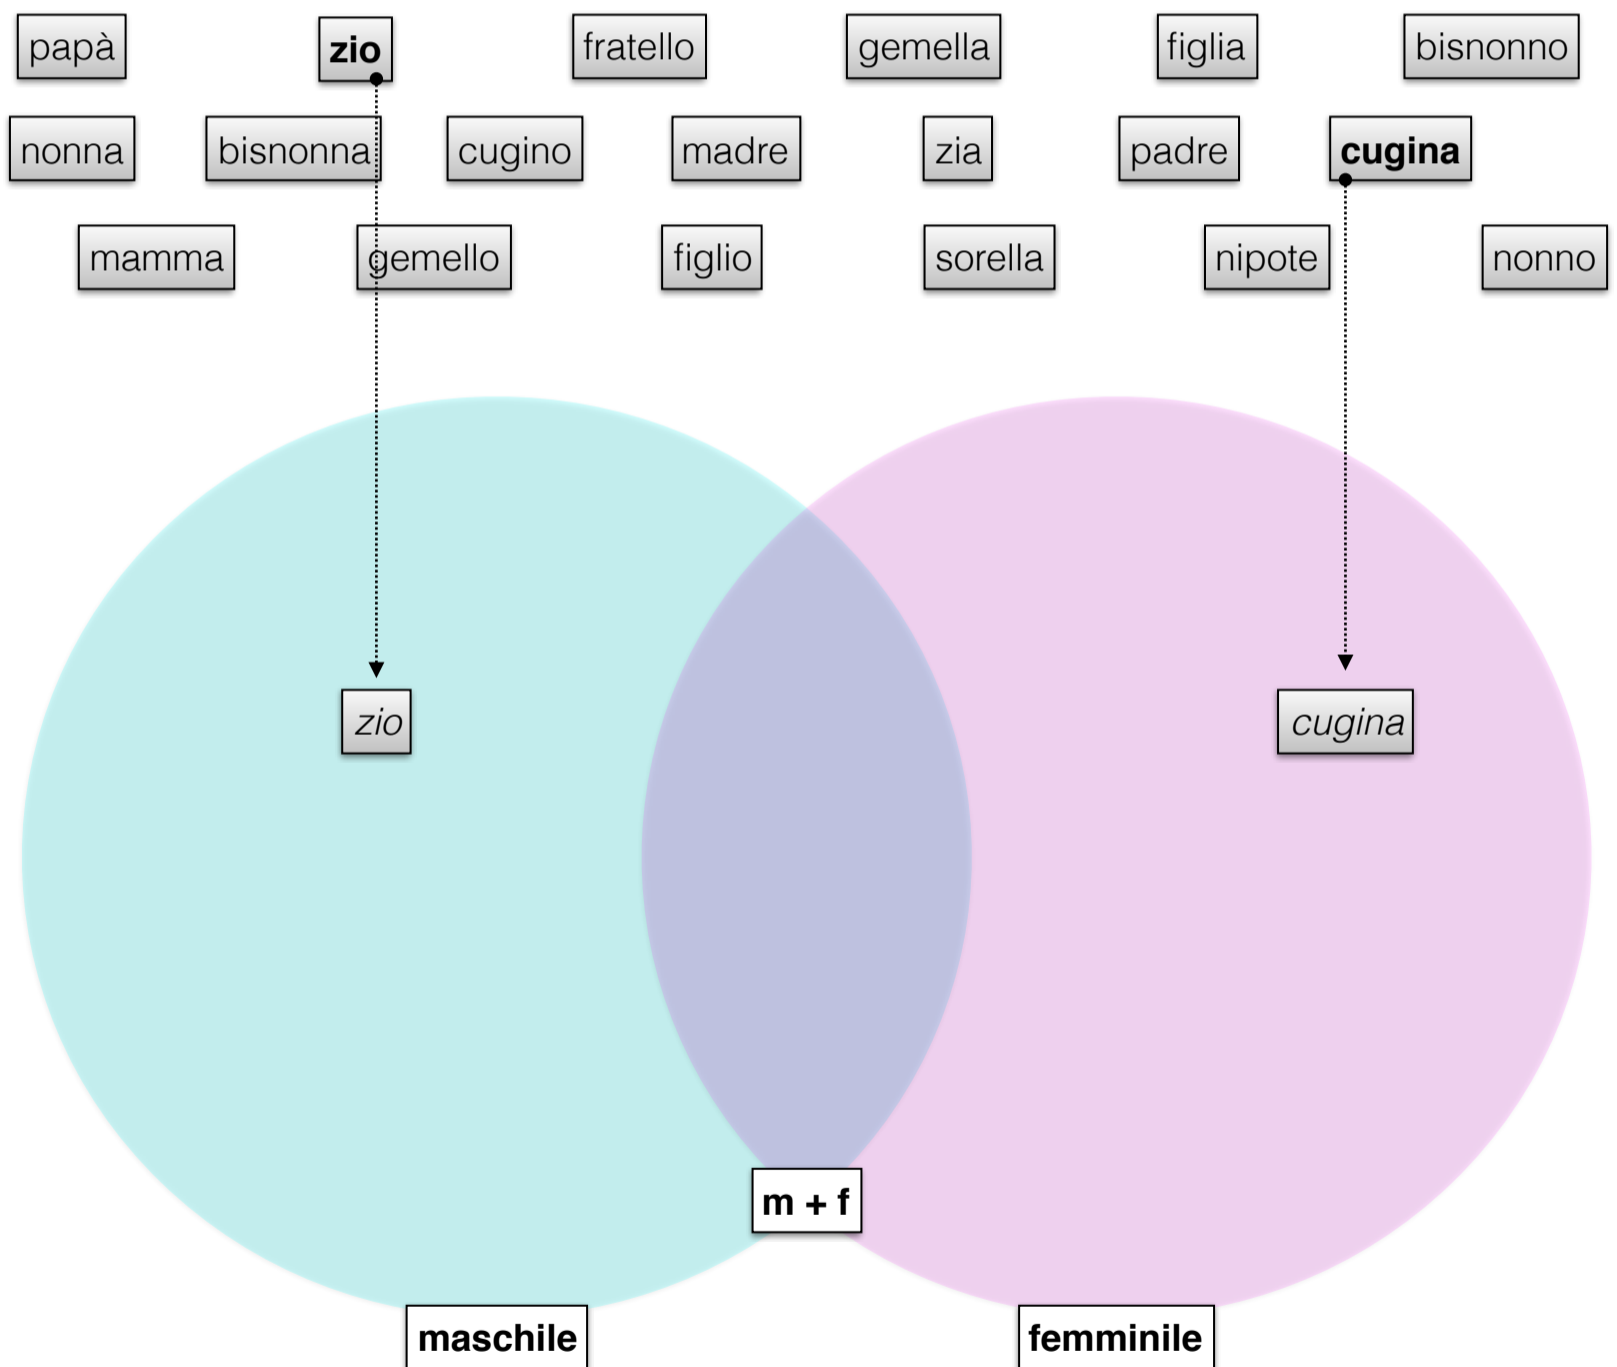 papà zio fratello gemella figlia bisnonno
nonna bisnonna cugino madre zia padre cugina
mamma gemello figlio sorella nipote nonno
zio cugina
m + f
maschile femminile